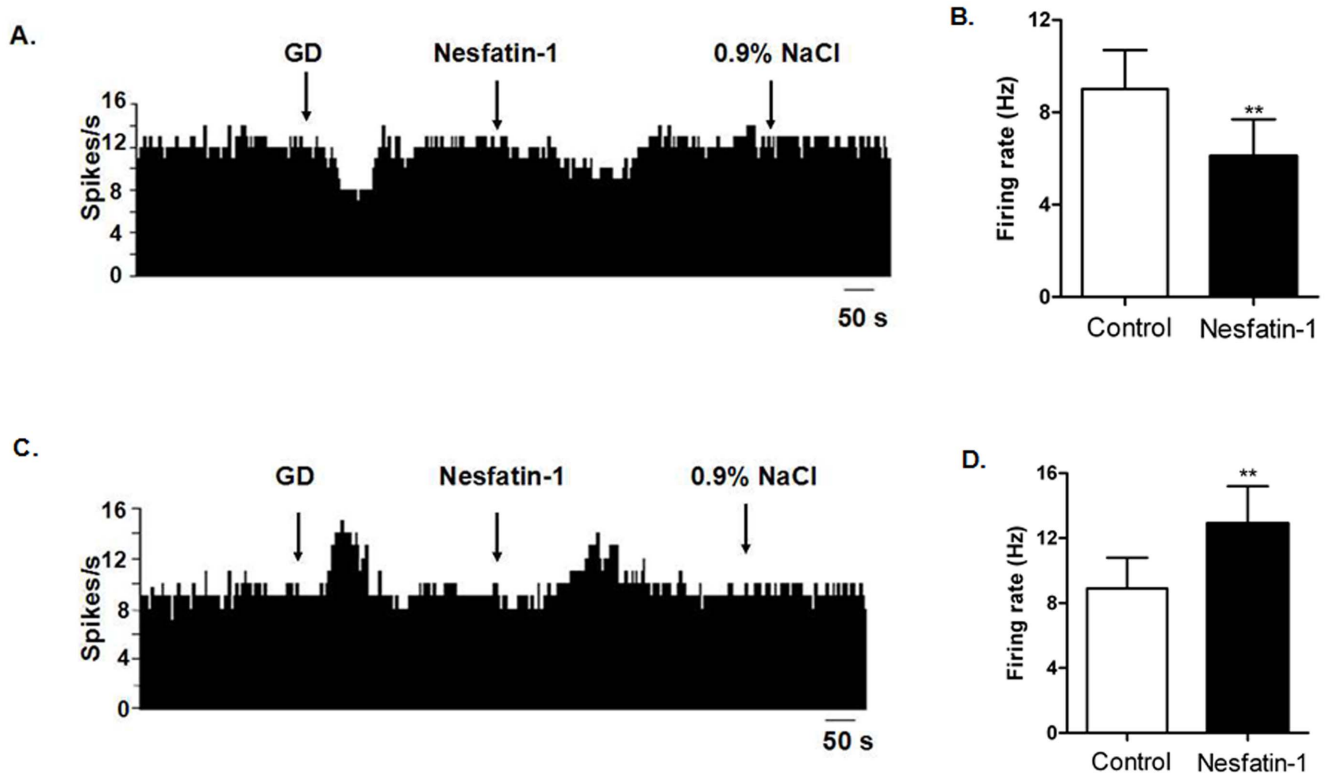 A.
GD
Nesfatin-1
0.9% NaCl
Spikes/s
16
12
8
4
0
50 s
B.
Firing rate (Hz)
12
8
4
0
**
Control
Nesfatin-1
C.
GD
Nesfatin-1
0.9% NaCl
Spikes/s
16
12
8
4
0
50 s
D.
Firing rate (Hz)
16
12
8
4
0
**
Control
Nesfatin-1